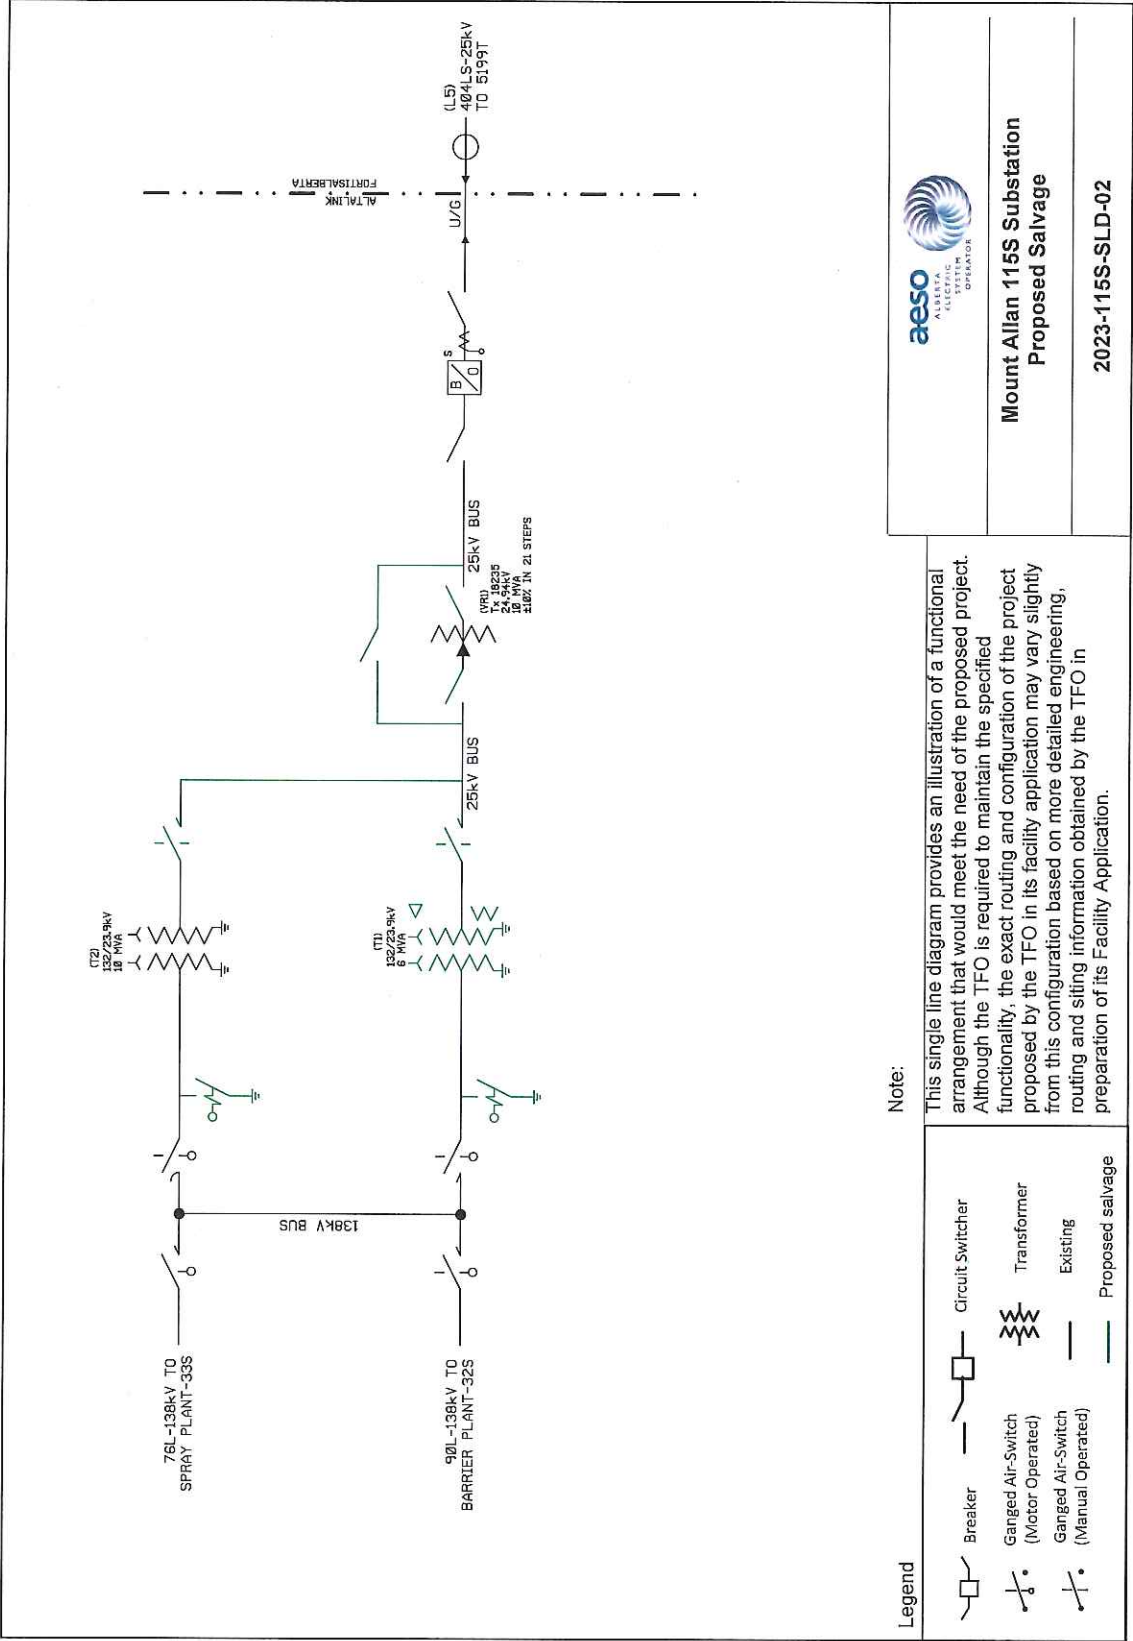 76L-138kV TO
SPRAY PLANT-33S
90L-138kV TO
BARRIER PLANT-32S
138kV BUS
(T2)
132/23.9kV
10 MVA
(T1)
132/23.9kV
6 MVA
25kV BUS
(VR1)
Tx 18235
24.94kV
10 MVA
±10% IN 21 STEPS
25kV BUS
B
O
S
U/G
ALTALINK
FORTISALBERTA
(L5)
404LS-25kV
TO 5199T
Legend
Breaker
Circuit Switcher
Ganged Air-Switch
(Motor Operated)
Transformer
Ganged Air-Switch
(Manual Operated)
Existing
Proposed salvage
Note:
This single line diagram provides an illustration of a functional
arrangement that would meet the need of the proposed project.
Although the TFO is required to maintain the specified
functionality, the exact routing and configuration of the project
proposed by the TFO in its facility application may vary slightly
from this configuration based on more detailed engineering,
routing and siting information obtained by the TFO in
preparation of its Facility Application.
aeso
ALBERTA
ELECTRIC
SYSTEM
OPERATOR
Mount Allan 115S Substation
Proposed Salvage
2023-115S-SLD-02